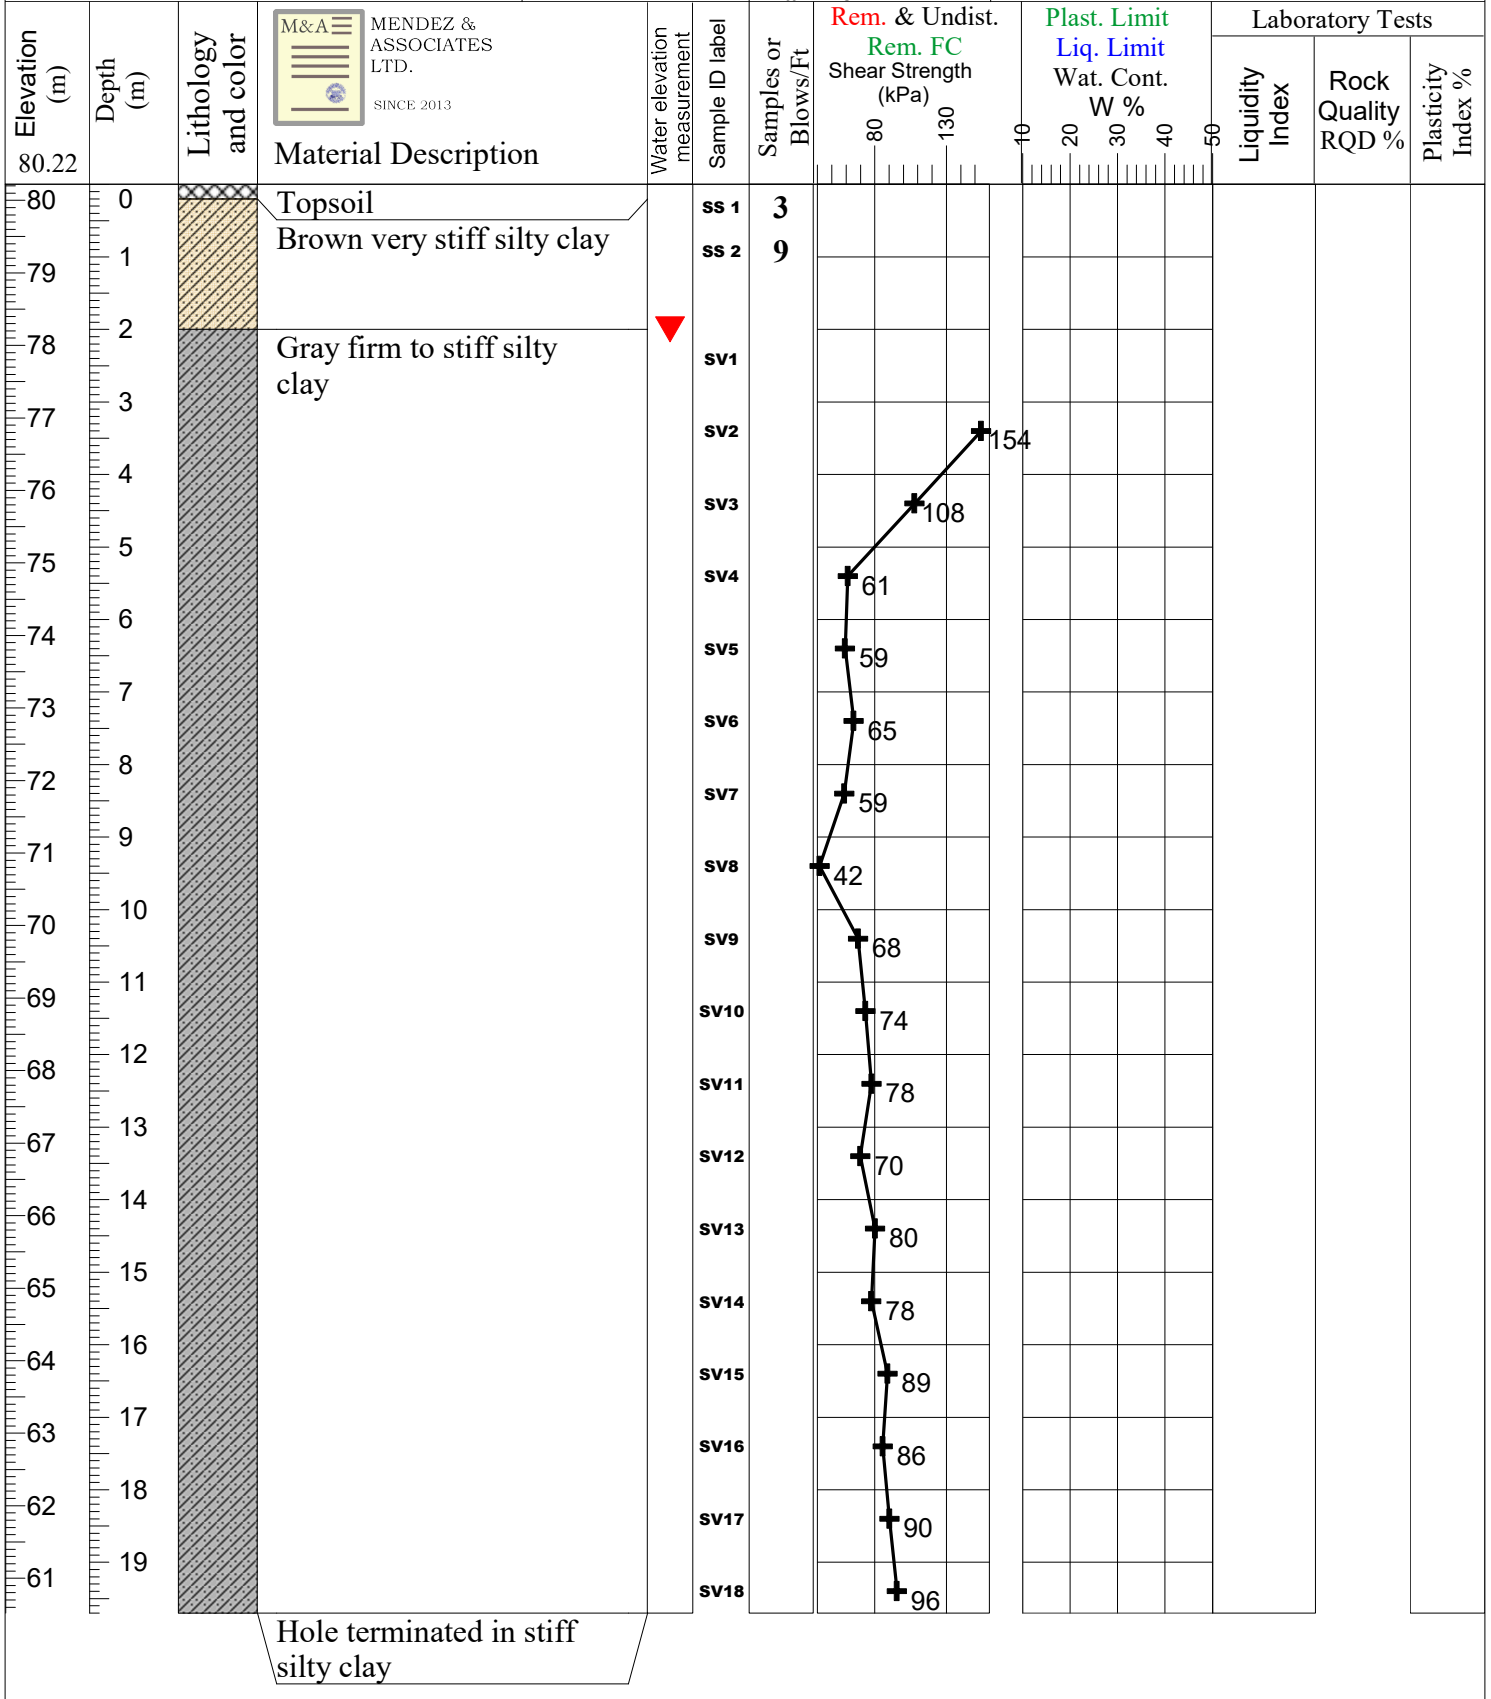 Elevation
(m)
80.22
Depth
(m)
Lithology
and color
M&A
MENDEZ &
ASSOCIATES
LTD.
SINCE 2013
Material Description
Water elevation
measurement
Sample ID label
Samples or
Blows/Ft
Rem. & Undist.
Rem. FC
Shear Strength
(kPa)
80
130
Plast. Limit
Liq. Limit
Wat. Cont.
W %
10
20
30
40
50
Laboratory Tests
Liquidity
Index
Rock
Quality
RQD %
Plasticity
Index %
80 0 Topsoil SS 1 3
Brown very stiff silty clay
1 SS 2 9
79
2
78 Gray firm to stiff silty
clay
SV1
3
77
SV2 154
4
76
SV3 108
5
75
SV4 61
6
74
SV5 59
7
73
SV6 65
8
72
SV7 59
9
71
SV8 42
10
70
SV9 68
11
69
SV10 74
12
68
SV11 78
13
67
SV12 70
14
66
SV13 80
15
65
SV14 78
16
64
SV15 89
17
63
SV16 86
18
62
SV17 90
19
61
SV18 96
Hole terminated in stiff
silty clay